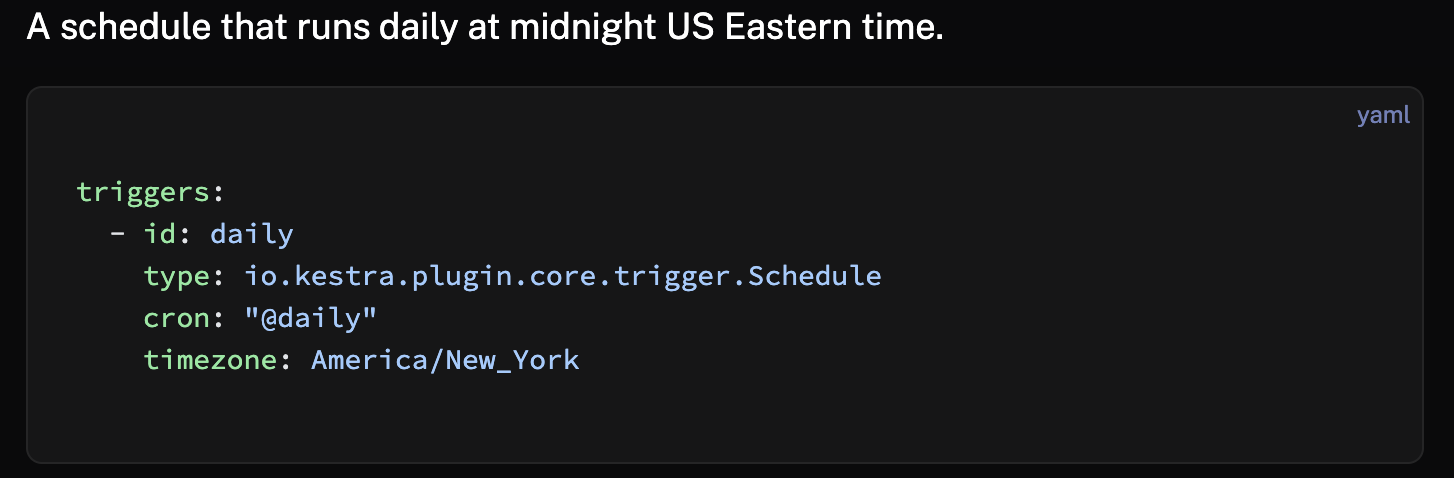 A schedule that runs daily at midnight US Eastern time.
yaml
triggers:
  - id: daily
    type: io.kestra.plugin.core.trigger.Schedule
    cron: "@daily"
    timezone: America/New_York